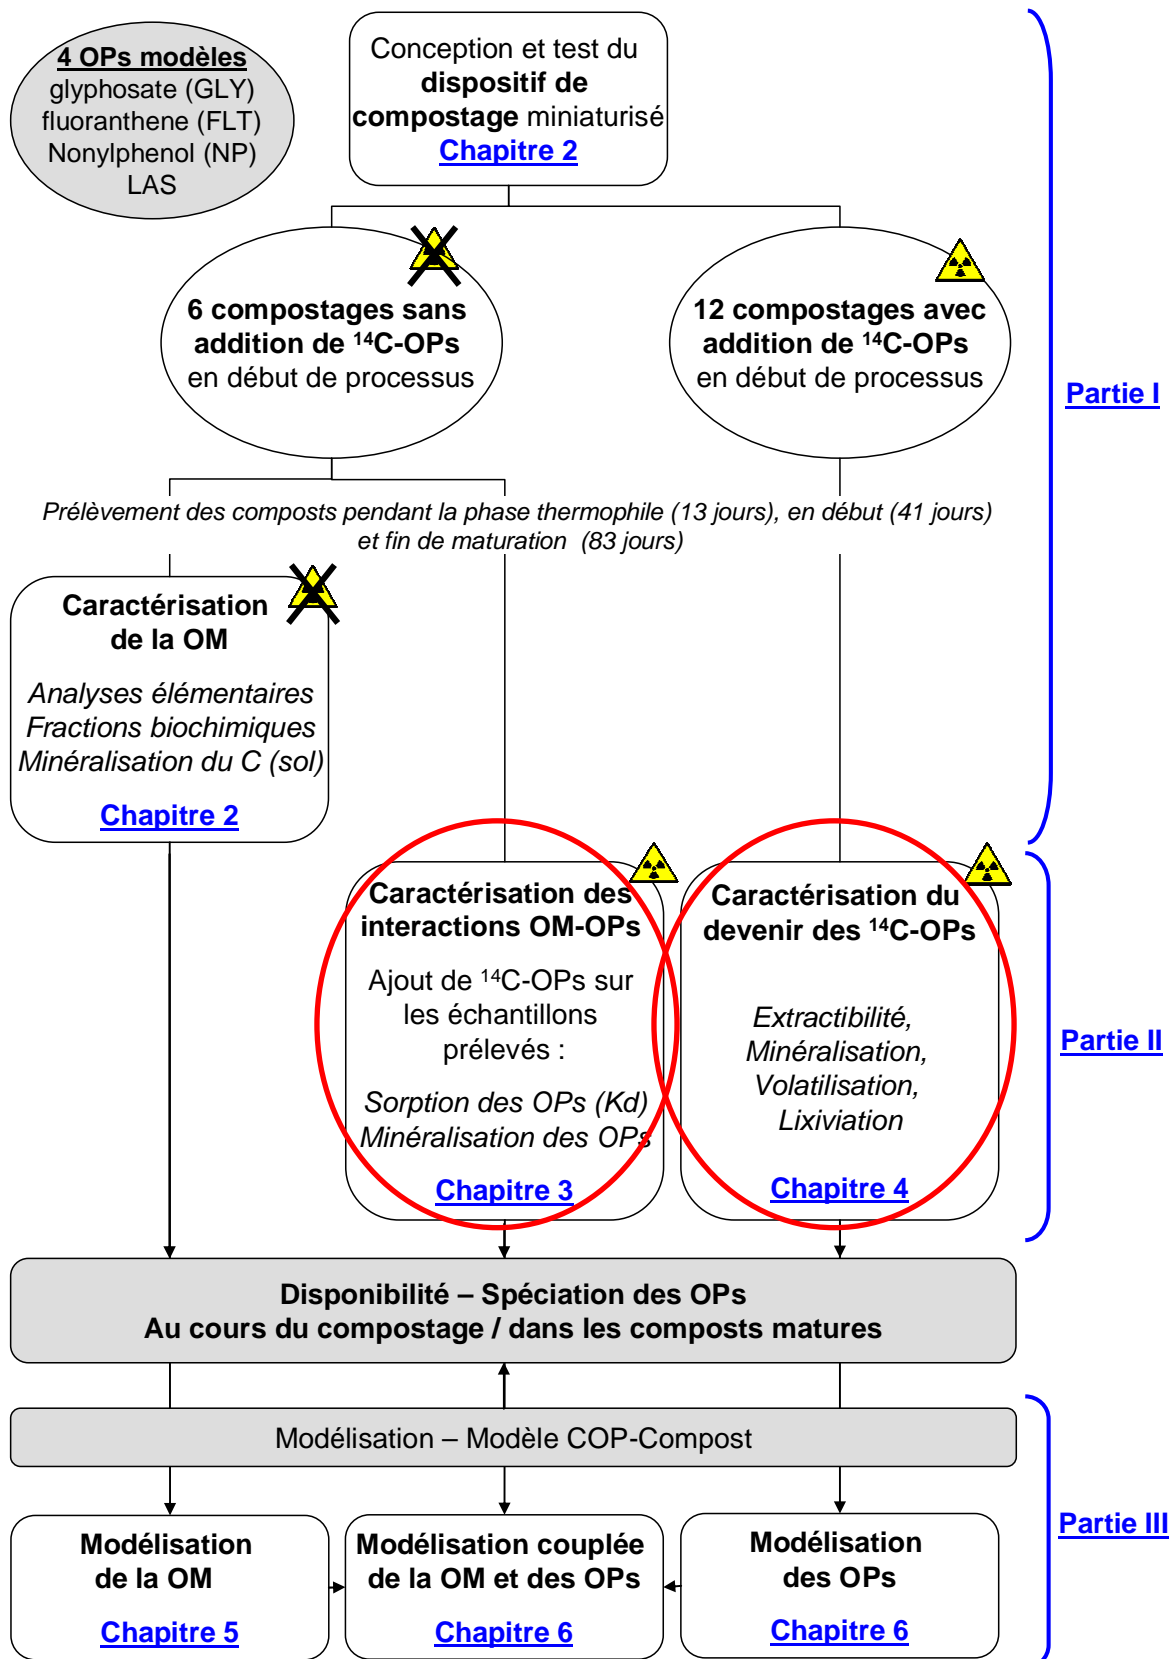 4 OPs modèles
glyphosate (GLY)
fluoranthene (FLT)
Nonylphenol (NP)
LAS
Conception et test du
dispositif de
compostage miniaturisé
Chapitre 2
6 compostages sans
addition de ¹⁴C-OPs
en début de processus
12 compostages avec
addition de ¹⁴C-OPs
en début de processus
Partie I
Prélèvement des composts pendant la phase thermophile (13 jours), en début (41 jours)
et fin de maturation (83 jours)
Caractérisation
de la OM
Analyses élémentaires
Fractions biochimiques
Minéralisation du C (sol)
Chapitre 2
Caractérisation des
interactions OM-OPs
Ajout de ¹⁴C-OPs sur
les échantillons
prélevés :
Sorption des OPs (Kd)
Minéralisation des OPs
Chapitre 3
Caractérisation du
devenir des ¹⁴C-OPs
Extractibilité,
Minéralisation,
Volatilisation,
Lixiviation
Chapitre 4
Partie II
Disponibilité – Spéciation des OPs
Au cours du compostage / dans les composts matures
Modélisation – Modèle COP-Compost
Modélisation
de la OM
Chapitre 5
Modélisation couplée
de la OM et des OPs
Chapitre 6
Modélisation
des OPs
Chapitre 6
Partie III